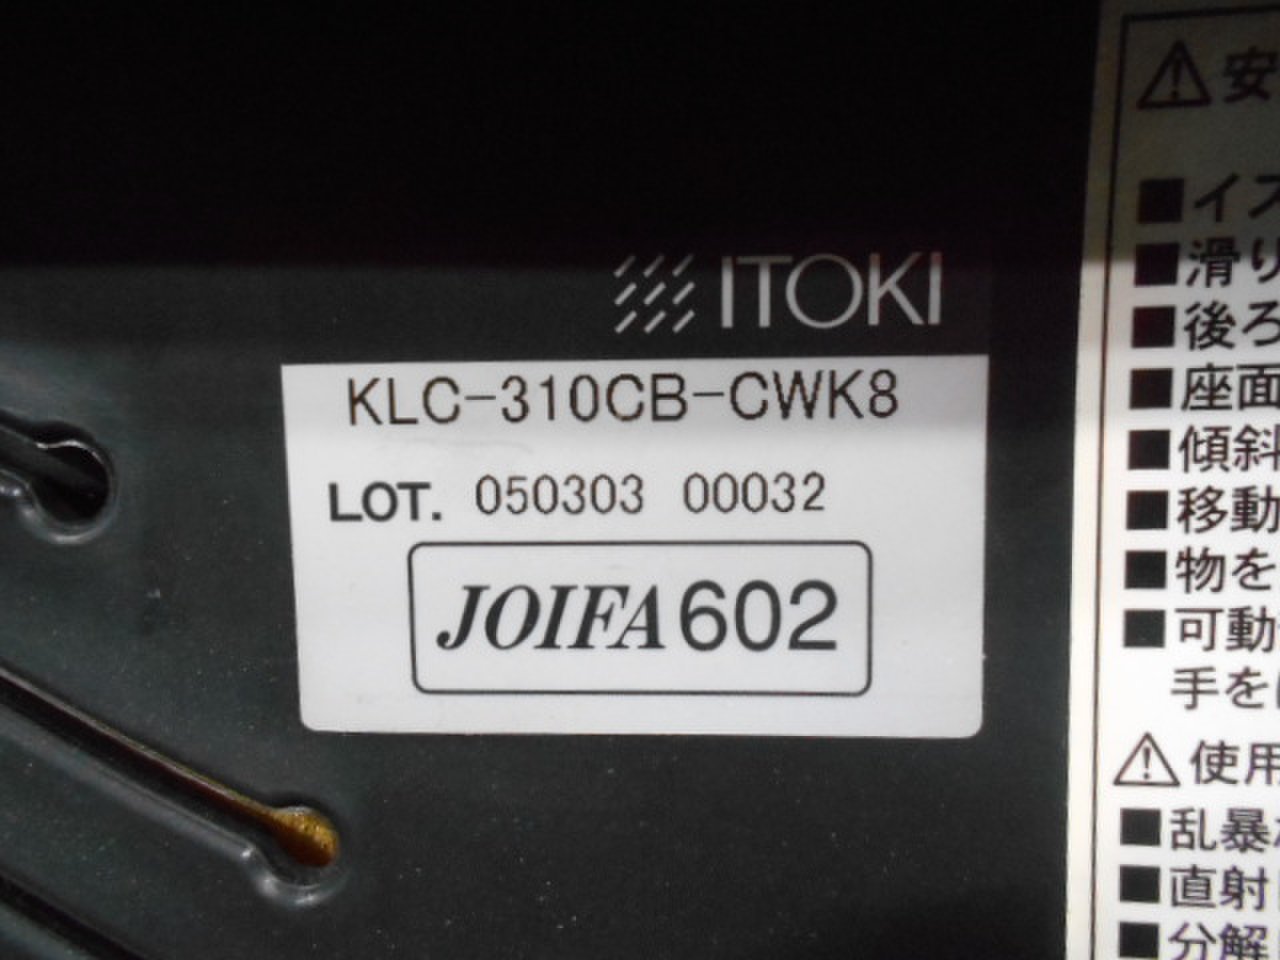 ITOKI
KLC-310CB-CWK8
LOT. 050303 00032
JOIFA602
⚠安
■イス
■滑り
■後ろ
■座面
■傾斜
■移動
■物を
■可動
手を
⚠使用
■乱暴
■直射
■分解